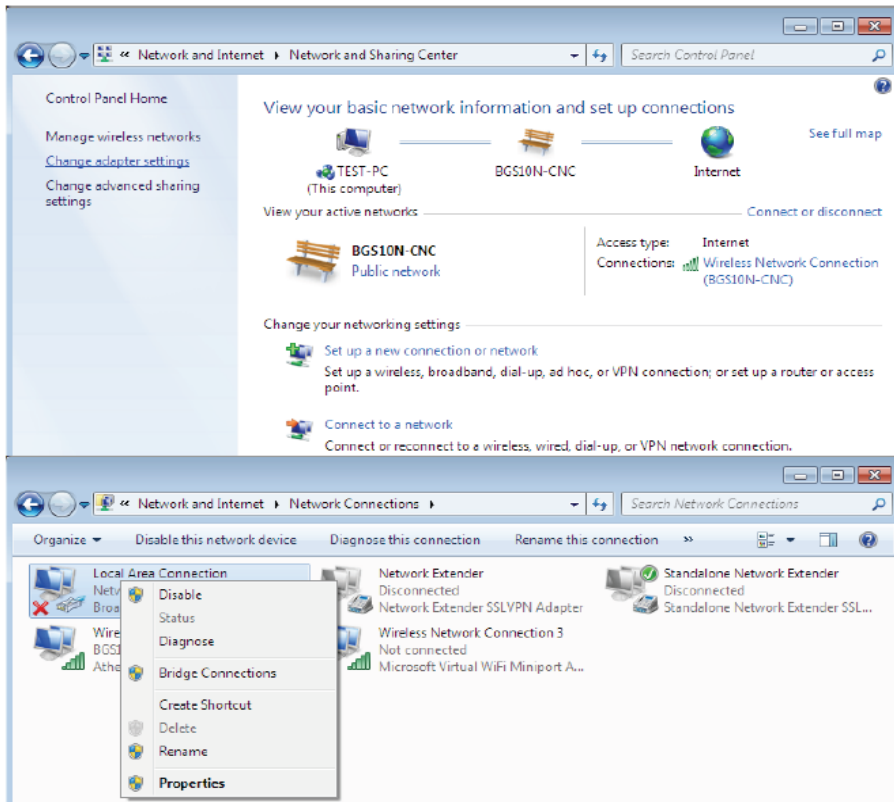 « Network and Internet ▸ Network and Sharing Center
Search Control Panel
Control Panel Home
Manage wireless networks
Change adapter settings
Change advanced sharing
settings
View your basic network information and set up connections
See full map
TEST-PC
(This computer)
BGS10N-CNC
Internet
View your active networks
Connect or disconnect
BGS10N-CNC
Public network
Access type: Internet
Connections: Wireless Network Connection
(BGS10N-CNC)
Change your networking settings
Set up a new connection or network
Set up a wireless, broadband, dial-up, ad hoc, or VPN connection; or set up a router or access
point.
Connect to a network
Connect or reconnect to a wireless, wired, dial-up, or VPN network connection.
« Network and Internet ▸ Network Connections ▸
Search Network Connections
Organize Disable this network device Diagnose this connection Rename this connection »
Local Area Connection
Netw
Broa
Network Extender
Disconnected
Network Extender SSLVPN Adapter
Standalone Network Extender
Disconnected
Standalone Network Extender SSL...
Wire
BGS1
Athe
Wireless Network Connection 3
Not connected
Microsoft Virtual WiFi Miniport A...
Disable
Status
Diagnose
Bridge Connections
Create Shortcut
Delete
Rename
Properties